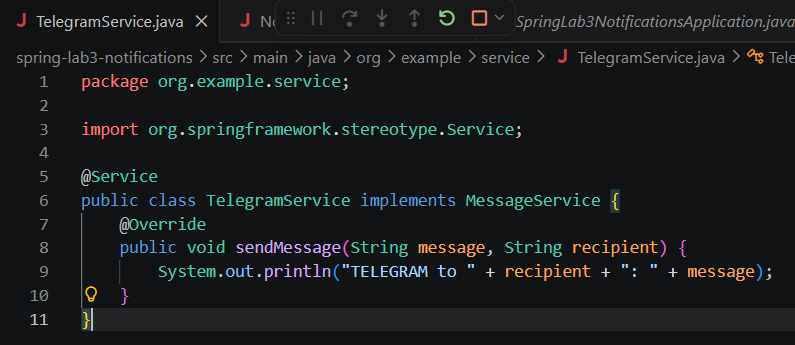 J TelegramService.java
J No
SpringLab3NotificationsApplication.java
spring-lab3-notifications > src > main > java > org > example > service > J TelegramService.java > Tele
1 package org.example.service;
2
3 import org.springframework.stereotype.Service;
4
5 @Service
6 public class TelegramService implements MessageService {
7 @Override
8 public void sendMessage(String message, String recipient) {
9 System.out.println("TELEGRAM to " + recipient + ": " + message);
10 }
11 }